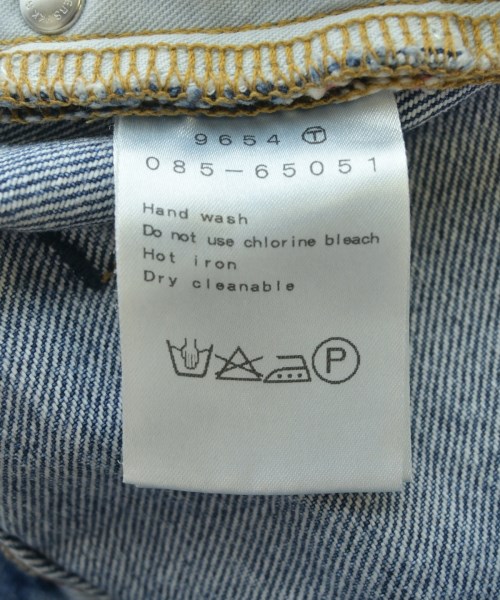 9654 Ⓣ
085-65051
Hand wash
Do not use chlorine bleach
Hot iron
Dry cleanable
P